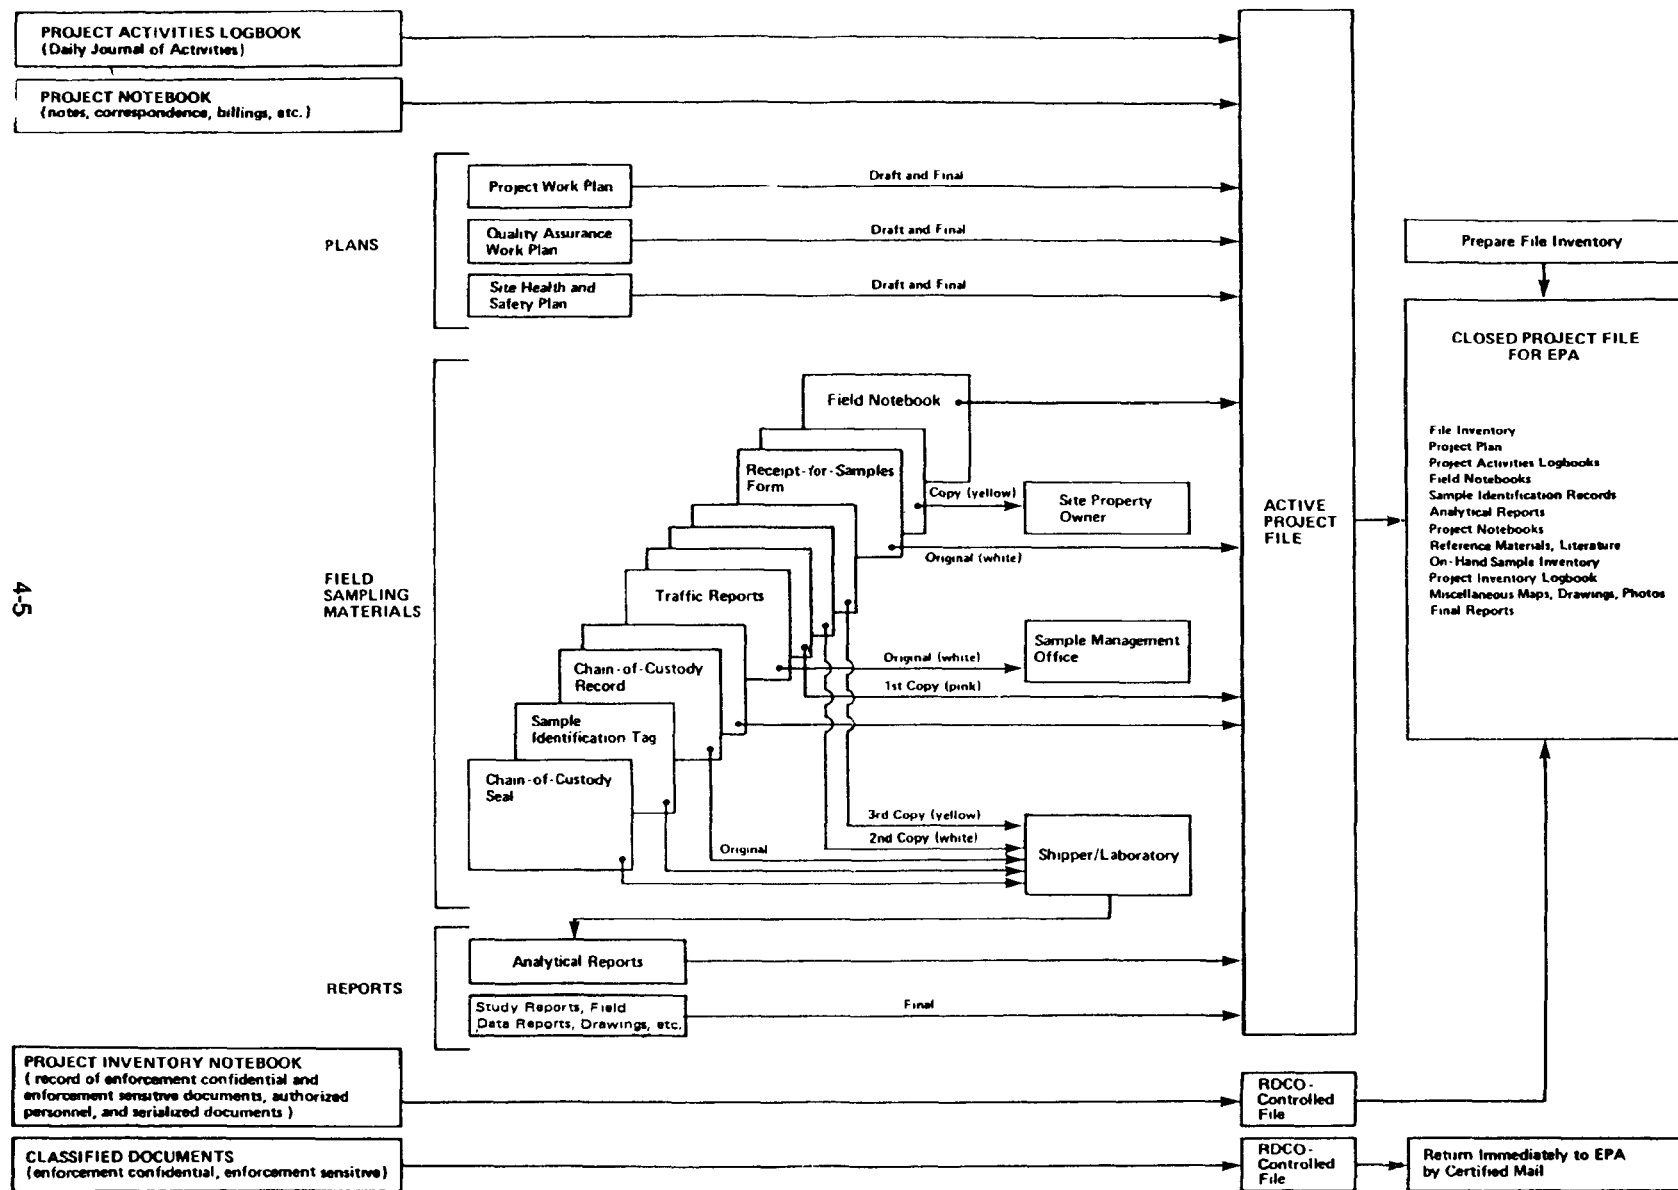 PROJECT ACTIVITIES LOGBOOK
(Daily Journal of Activities)
PROJECT NOTEBOOK
(notes, correspondence, billings, etc.)
PLANS
Project Work Plan
Draft and Final
Quality Assurance
Work Plan
Draft and Final
Site Health and
Safety Plan
Draft and Final
FIELD
SAMPLING
MATERIALS
Field Notebook
Receipt-for-Samples
Form
Copy (yellow)
Site Property
Owner
Original (white)
Traffic Reports
Original (white)
Sample Management
Office
1st Copy (pink)
Chain-of-Custody
Record
Sample
Identification Tag
Chain-of-Custody
Seal
3rd Copy (yellow)
2nd Copy (white)
Original
Shipper/Laboratory
REPORTS
Analytical Reports
Study Reports, Field
Data Reports, Drawings, etc.
Final
ACTIVE
PROJECT
FILE
Prepare File Inventory
CLOSED PROJECT FILE
FOR EPA
File Inventory
Project Plan
Project Activities Logbooks
Field Notebooks
Sample Identification Records
Analytical Reports
Project Notebooks
Reference Materials, Literature
On-Hand Sample Inventory
Project Inventory Logbook
Miscellaneous Maps, Drawings, Photos
Final Reports
PROJECT INVENTORY NOTEBOOK
( record of enforcement confidential and
enforcement sensitive documents, authorized
personnel, and serialized documents )
RDCO-
Controlled
File
CLASSIFIED DOCUMENTS
(enforcement confidential, enforcement sensitive)
RDCO-
Controlled
File
Return Immediately to EPA
by Certified Mail
4-5